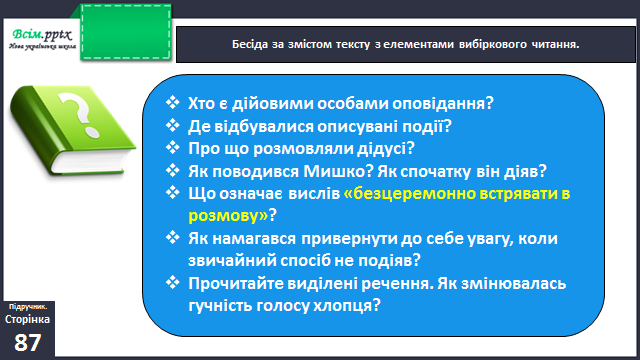 Всім.pptx
Нова українська школа
Бесіда за змістом тексту з елементами вибіркового читання.
❖ Хто є дійовими особами оповідання?
❖ Де відбувалися описувані події?
❖ Про що розмовляли дідусі?
❖ Як поводився Мишко? Як спочатку він діяв?
❖ Що означає вислів «безцеремонно встрявати в
розмову»?
❖ Як намагався привернути до себе увагу, коли
звичайний спосіб не подіяв?
❖ Прочитайте виділені речення. Як змінювалась
гучність голосу хлопця?
?
Підручник.
Сторінка
87